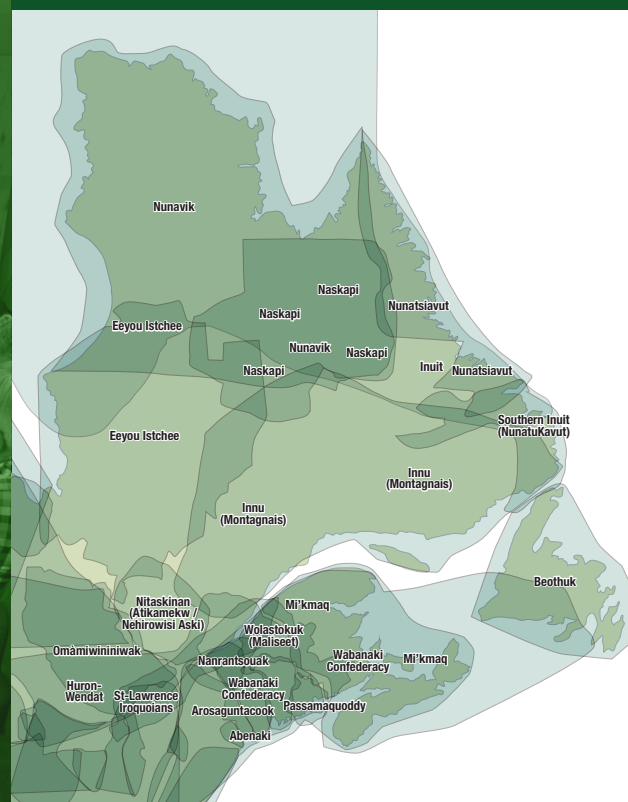 Nunavik
Naskapi
Nunatsiavut
Naskapi
Eeyou Istchee
Nunavik
Naskapi
Inuit
Nunatsiavut
Naskapi
Southern Inuit
(NunatuKavut)
Eeyou Istchee
Innu
(Montagnais)
Innu
(Montagnais)
Beothuk
Nitaskinan
(Atikamekw /
Nehirowisi Aski)
Mi'kmaq
Wolastokuk
(Maliseet)
Omàmiwininiwak
Nanrantsouak
Wabanaki
Confederacy
Mi'kmaq
Huron-
Wendat
St-Lawrence
Iroquoians
Wabanaki
Confederacy
Arosaguntacook
Passamaquoddy
Abenaki